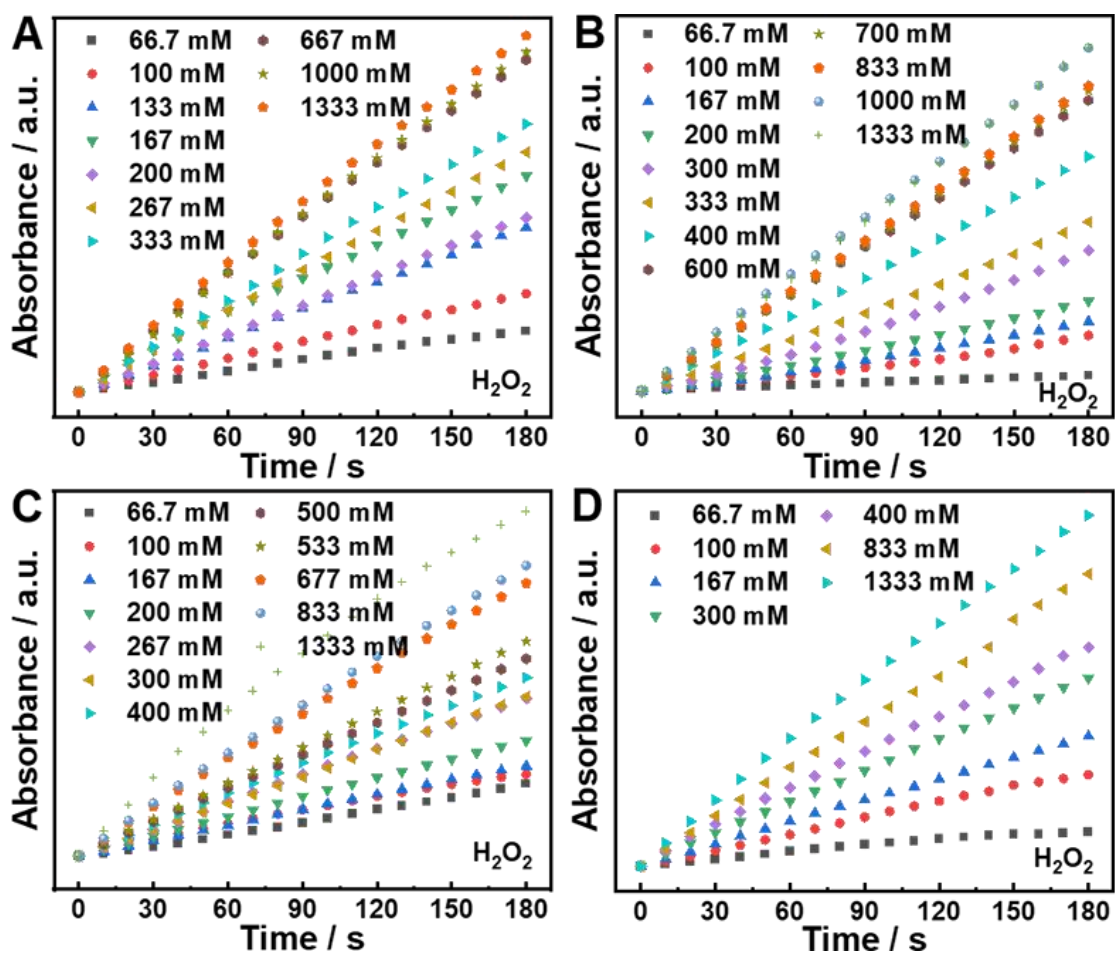 A
66.7 mM 667 mM
100 mM 1000 mM
133 mM 1333 mM
167 mM
200 mM
267 mM
333 mM
Absorbance / a.u.
H₂O₂
0 30 60 90 120 150 180
Time / s
B
66.7 mM 700 mM
100 mM 833 mM
167 mM 1000 mM
200 mM 1333 mM
300 mM
333 mM
400 mM
600 mM
Absorbance / a.u.
H₂O₂
0 30 60 90 120 150 180
Time / s
C
66.7 mM 500 mM
100 mM 533 mM
167 mM 677 mM
200 mM 833 mM
267 mM 1333 mM
300 mM
400 mM
Absorbance / a.u.
H₂O₂
0 30 60 90 120 150 180
Time / s
D
66.7 mM 400 mM
100 mM 833 mM
167 mM 1333 mM
300 mM
Absorbance / a.u.
H₂O₂
0 30 60 90 120 150 180
Time / s